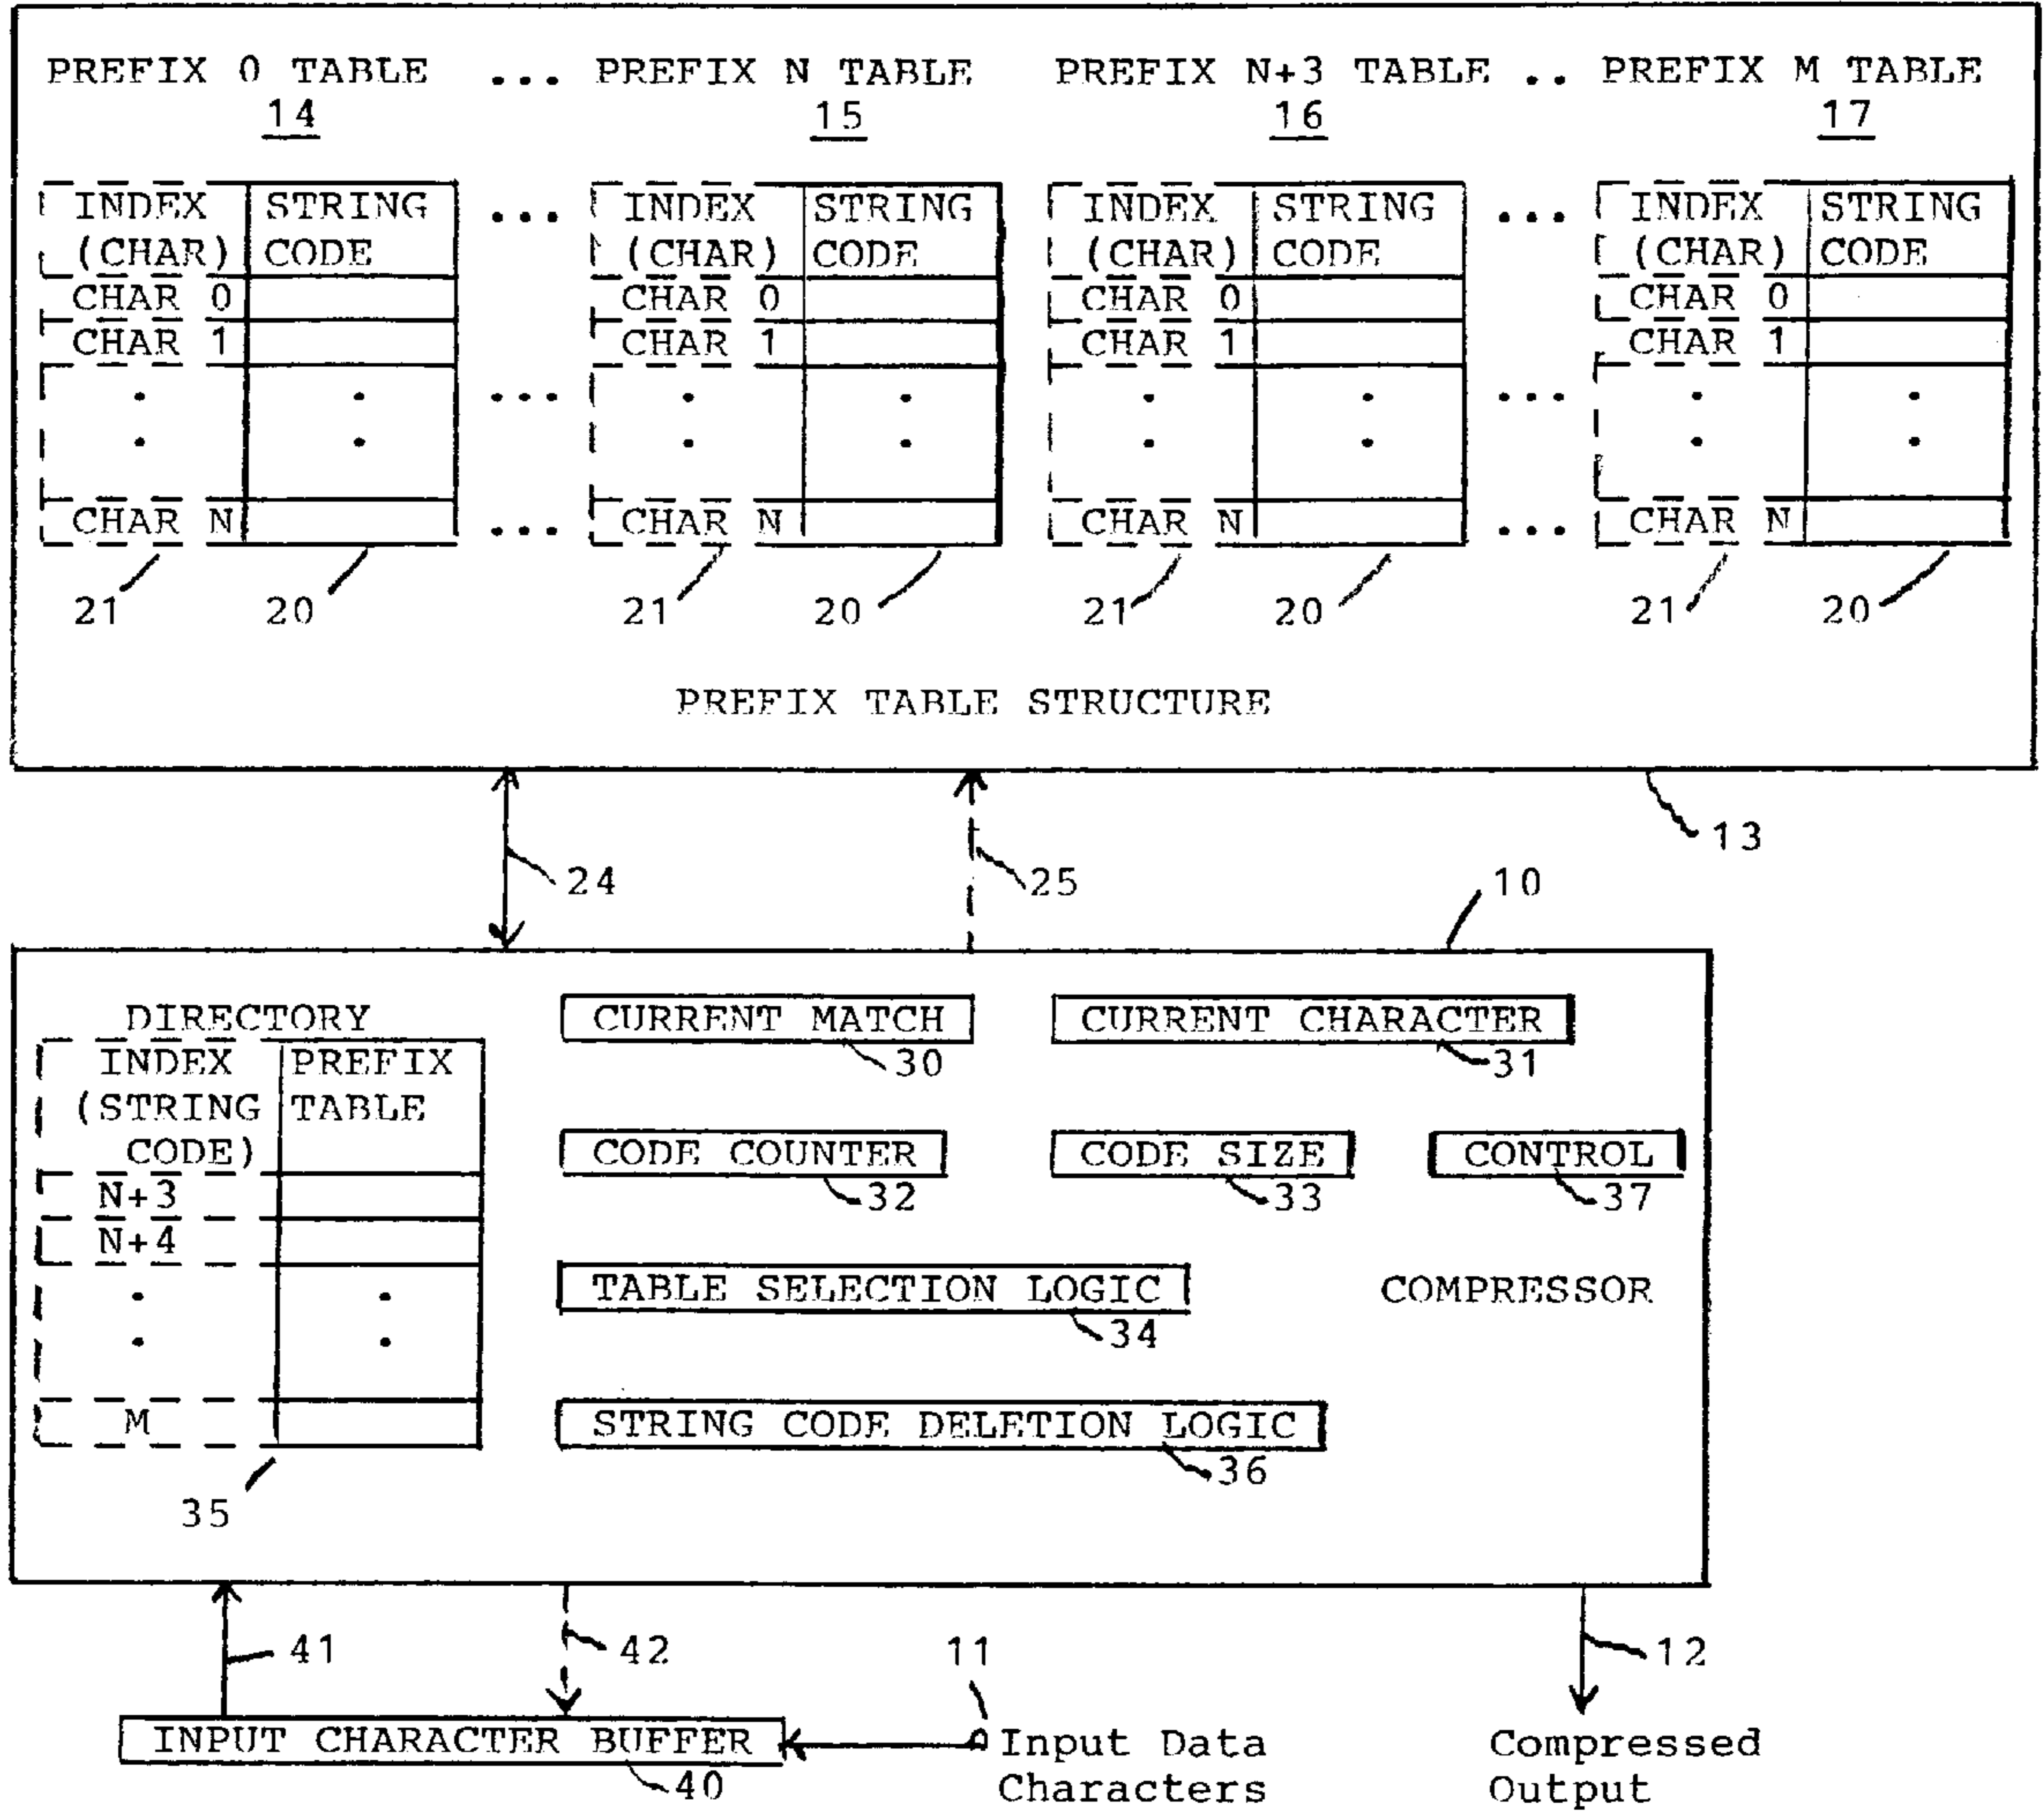 PREFIX 0 TABLE ... PREFIX N TABLE PREFIX N+3 TABLE .. PREFIX M TABLE
14 15 16 17
INDEX STRING ... INDEX STRING INDEX STRING ... INDEX STRING
(CHAR) CODE (CHAR) CODE (CHAR) CODE (CHAR) CODE
CHAR 0 CHAR 0 CHAR 0 CHAR 0
CHAR 1 CHAR 1 CHAR 1 CHAR 1
. . ... . . . . ... . .
. . . . . . . .
CHAR N ... CHAR N CHAR N ... CHAR N
21 20 21 20 21 20 21 20
PREFIX TABLE STRUCTURE
13
24 25 10
DIRECTORY CURRENT MATCH CURRENT CHARACTER
INDEX PREFIX 30 31
(STRING TABLE
CODE) CODE COUNTER CODE SIZE CONTROL
N+3 32 33 37
N+4
. . TABLE SELECTION LOGIC COMPRESSOR
. . 34
M STRING CODE DELETION LOGIC
36
35
41 42 11 12
INPUT CHARACTER BUFFER Input Data Compressed
40 Characters Output